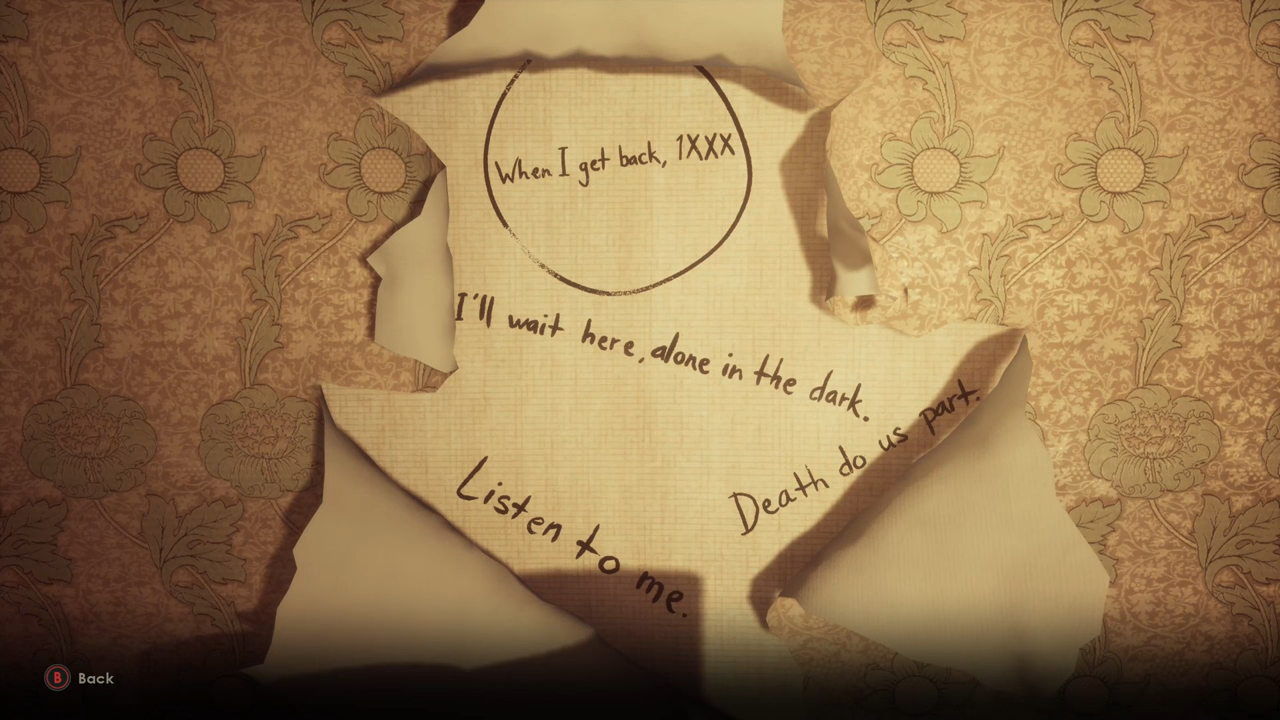 When I get back, 1XXX
I'll wait here, alone in the dark.
Death do us part.
Listen to me.
B Back